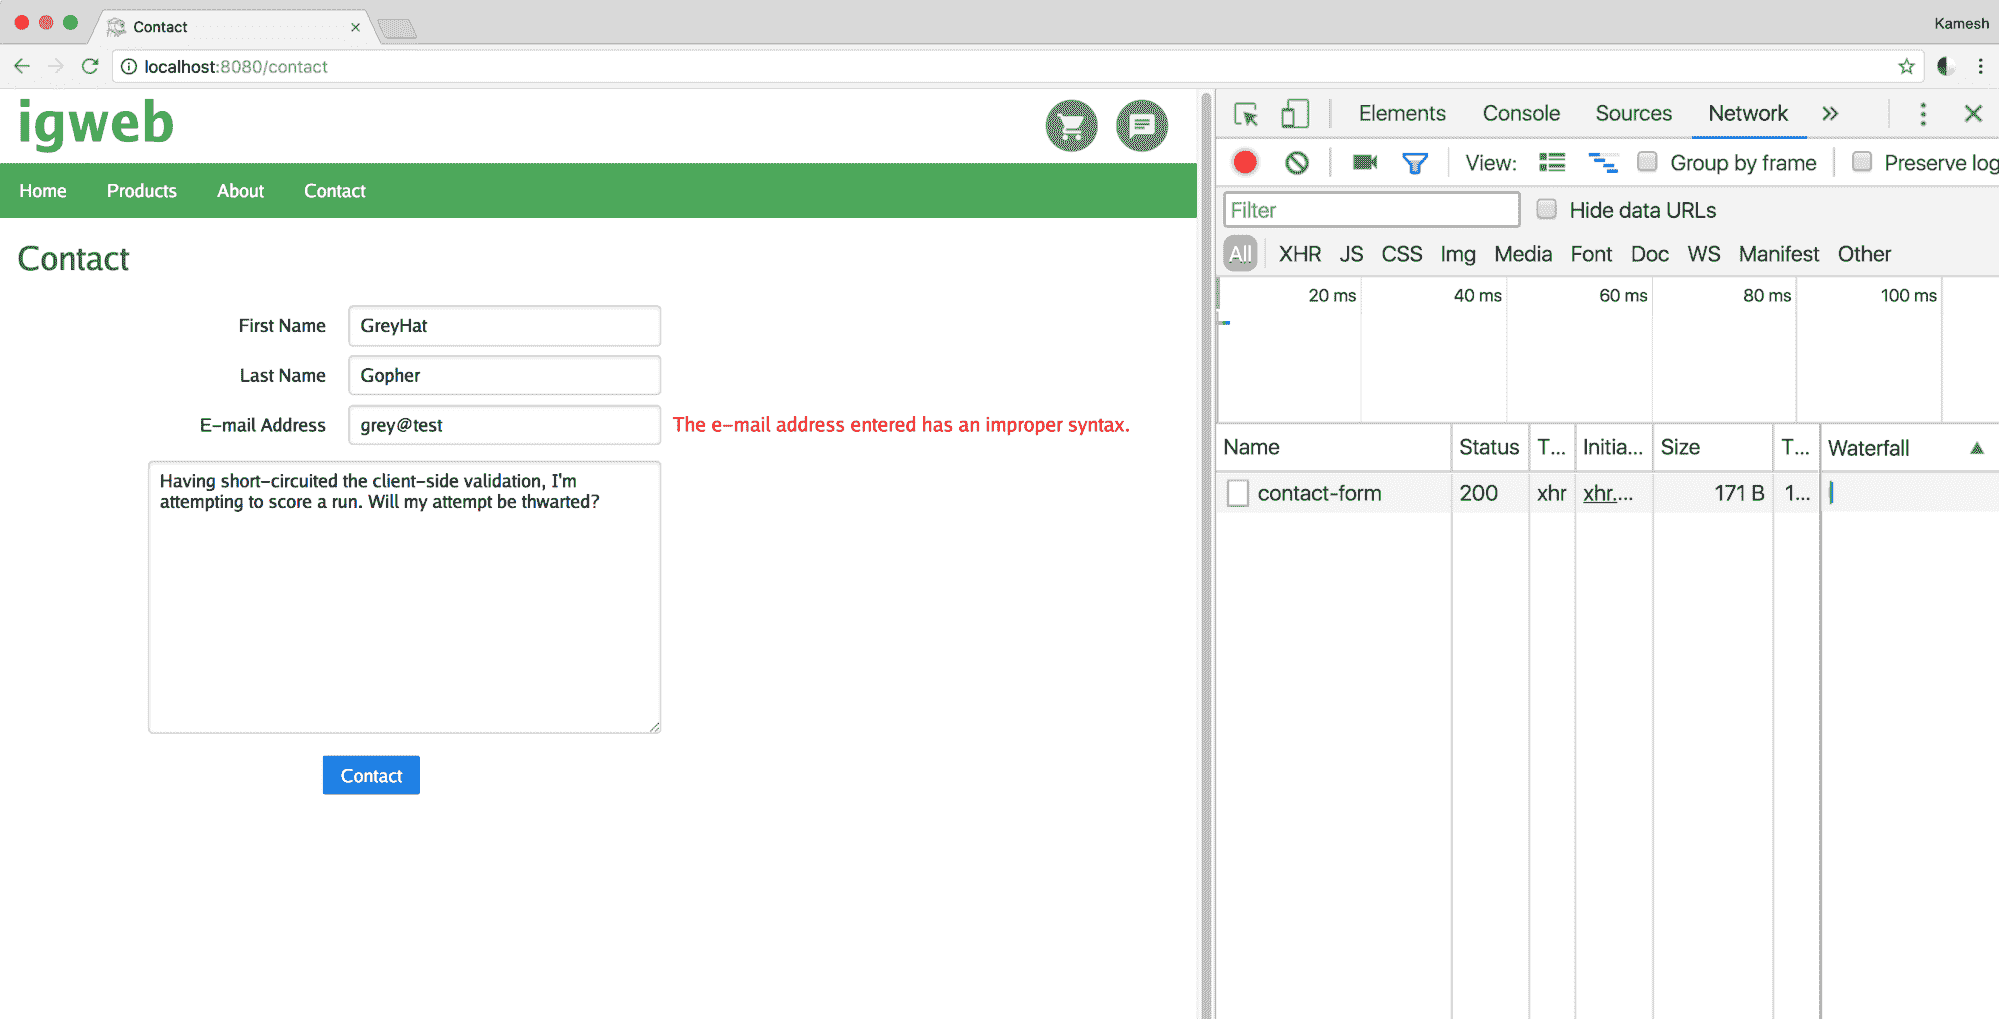 Contact
Kamesh
localhost:8080/contact
igweb
Home Products About Contact
Contact
First Name GreyHat
Last Name Gopher
E-mail Address grey@test The e-mail address entered has an improper syntax.
Having short-circuited the client-side validation, I'm
attempting to score a run. Will my attempt be thwarted?
Contact
Elements Console Sources Network »
View: Group by frame Preserve log
Filter Hide data URLs
All XHR JS CSS Img Media Font Doc WS Manifest Other
20 ms 40 ms 60 ms 80 ms 100 ms
Name Status T... Initia... Size T... Waterfall
contact-form 200 xhr xhr.... 171 B 1...